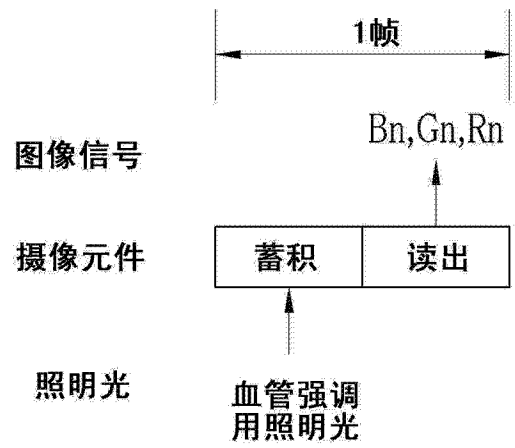 1帧
Bn,Gn,Rn
图像信号
摄像元件
蓄积
读出
照明光
血管强调
用照明光